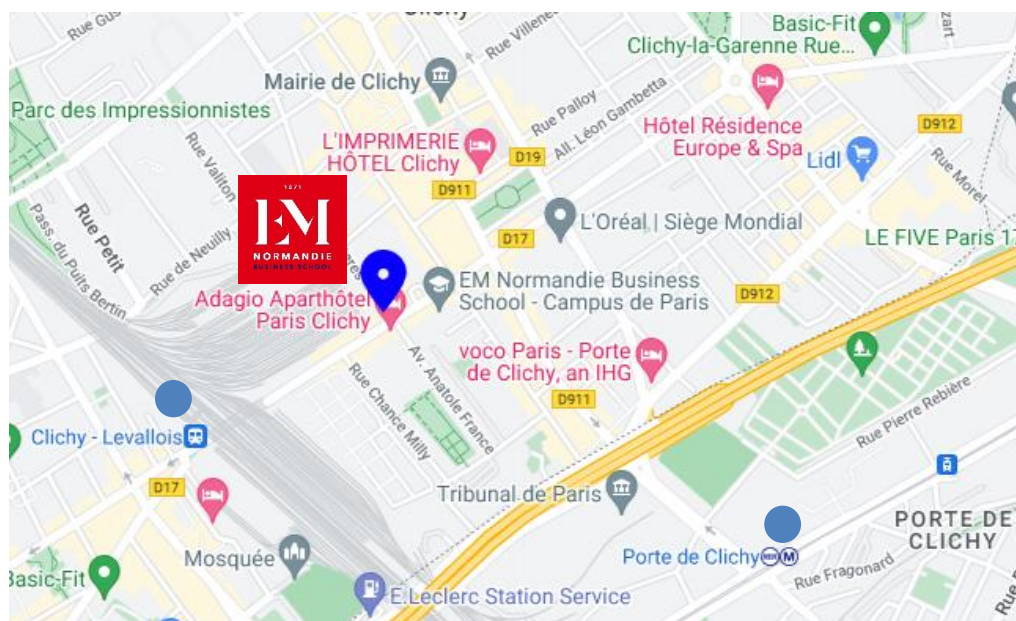 Clichy
Rue Villenes
Basic-Fit
Clichy-la-Garenne Rue...
Mairie de Clichy
Parc des Impressionnistes
Rue Palloy
All. Léon Gambetta
L'IMPRIMERIE
HÔTEL Clichy
D19
Hôtel Résidence
Europe & Spa
D912
Lidl
Rue Morel
Rue Valiton
D911
1871
EM
NORMANDIE
BUSINESS SCHOOL
Pass. du Puits Bertin
Rue Petit
Rue de Neuilly
L'Oréal | Siège Mondial
D17
LE FIVE Paris 17
EM Normandie Business
School - Campus de Paris
D912
Adagio Aparthôtel
Paris Clichy
voco Paris - Porte
de Clichy, an IHG
Av. Anatole France
Rue Chance Milly
D911
Rue Pierre Rebière
Clichy - Levallois
D17
Tribunal de Paris
PORTE DE
CLICHY
Mosquée
Porte de Clichy
RER M
Rue Fragonard
Basic-Fit
E.Leclerc Station Service